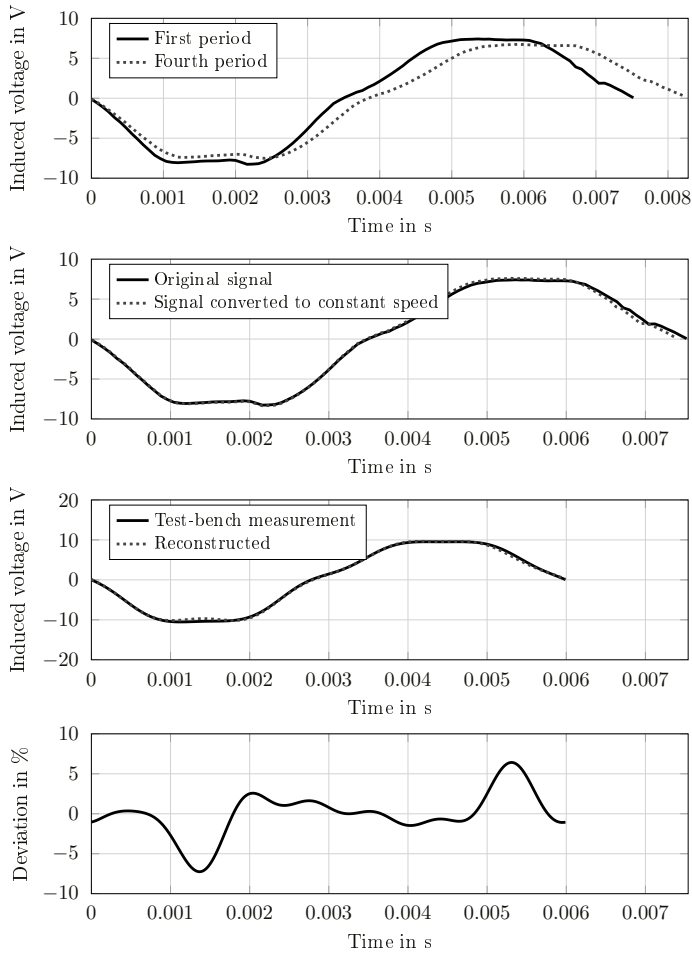 Induced voltage in V
10
5
0
−5
−10
First period
Fourth period
0 0.001 0.002 0.003 0.004 0.005 0.006 0.007 0.008
Time in s
Induced voltage in V
10
5
0
−5
−10
Original signal
Signal converted to constant speed
0 0.001 0.002 0.003 0.004 0.005 0.006 0.007
Time in s
Induced voltage in V
20
10
0
−10
−20
Test-bench measurement
Reconstructed
0 0.001 0.002 0.003 0.004 0.005 0.006 0.007
Time in s
Deviation in %
10
5
0
−5
−10
0 0.001 0.002 0.003 0.004 0.005 0.006 0.007
Time in s